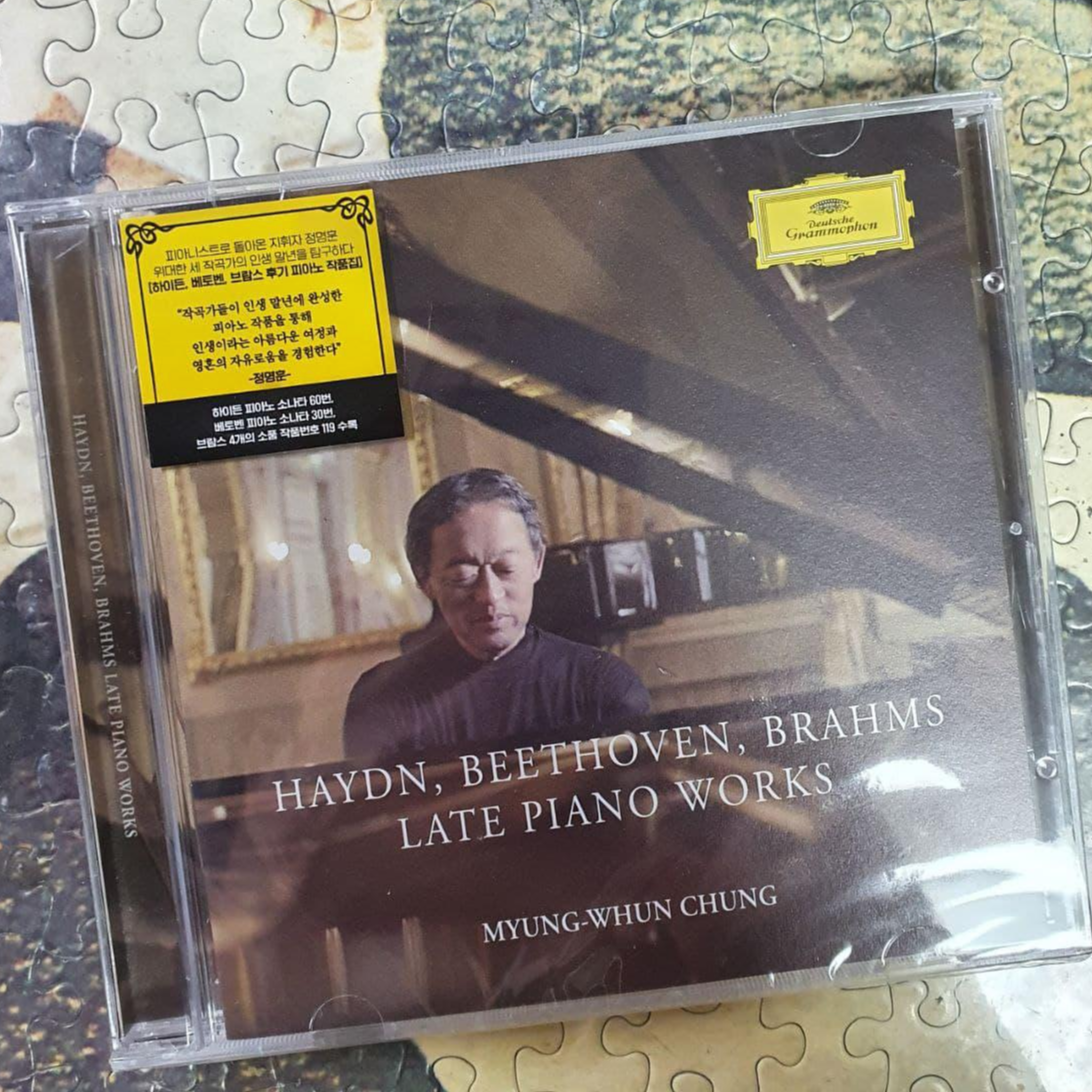 피아니스트로 돌아온 지휘자 정명훈
위대한 세 작곡가의 인생 말년을 탐구하다
[하이든, 베토벤, 브람스 후기 피아노 작품집]
"작곡가들이 인생 말년에 완성한
피아노 작품을 통해
인생이라는 아름다운 여정과
영혼의 자유로움을 경험한다"
-정명훈-
하이든 피아노 소나타 60번,
베토벤 피아노 소나타 30번,
브람스 4개의 소품 작품번호 119 수록
Deutsche
Grammophon
HAYDN, BEETHOVEN, BRAHMS LATE PIANO WORKS
HAYDN, BEETHOVEN, BRAHMS
LATE PIANO WORKS
MYUNG-WHUN CHUNG